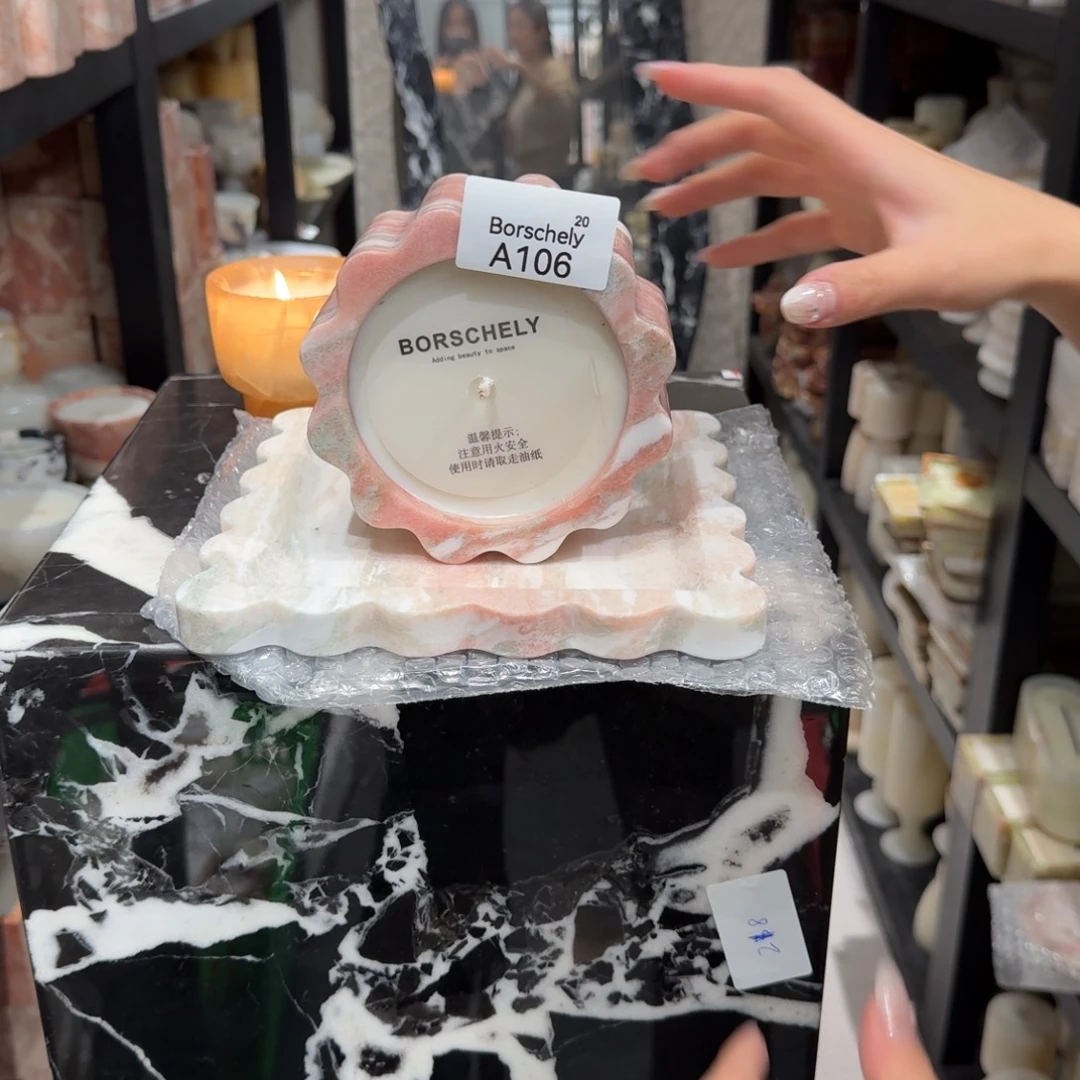 Borschely 20
A106
BORSCHELY
Adding beauty to space
温馨提示：
注意用火安全
使用时请取走油纸